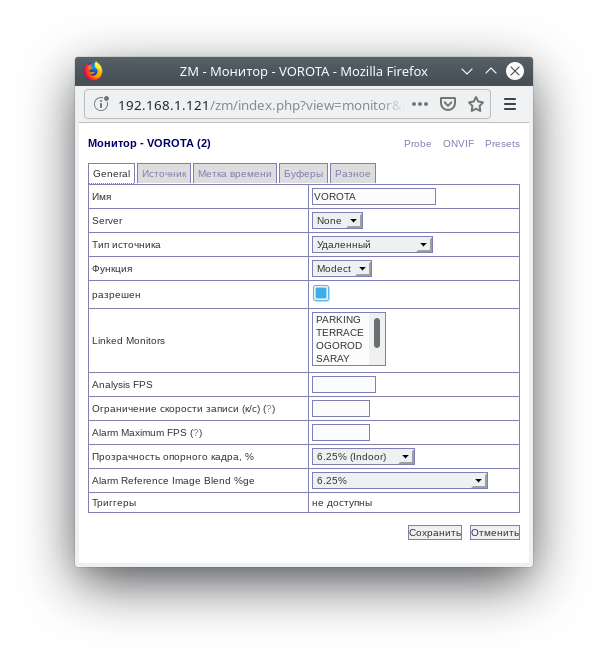 ZM - Монитор - VOROTA - Mozilla Firefox
192.168.1.121/zm/index.php?view=monitor&
Монитор - VOROTA (2) Probe ONVIF Presets
General Источник Метка времени Буферы Разное
Имя VOROTA
Server None
Тип источника Удаленный
Функция Modect
разрешен
Linked Monitors PARKING
TERRACE
OGOROD
SARAY
Analysis FPS
Ограничение скорости записи (к/с) (?)
Alarm Maximum FPS (?)
Прозрачность опорного кадра, % 6.25% (Indoor)
Alarm Reference Image Blend %ge 6.25%
Триггеры не доступны
Сохранить Отменить